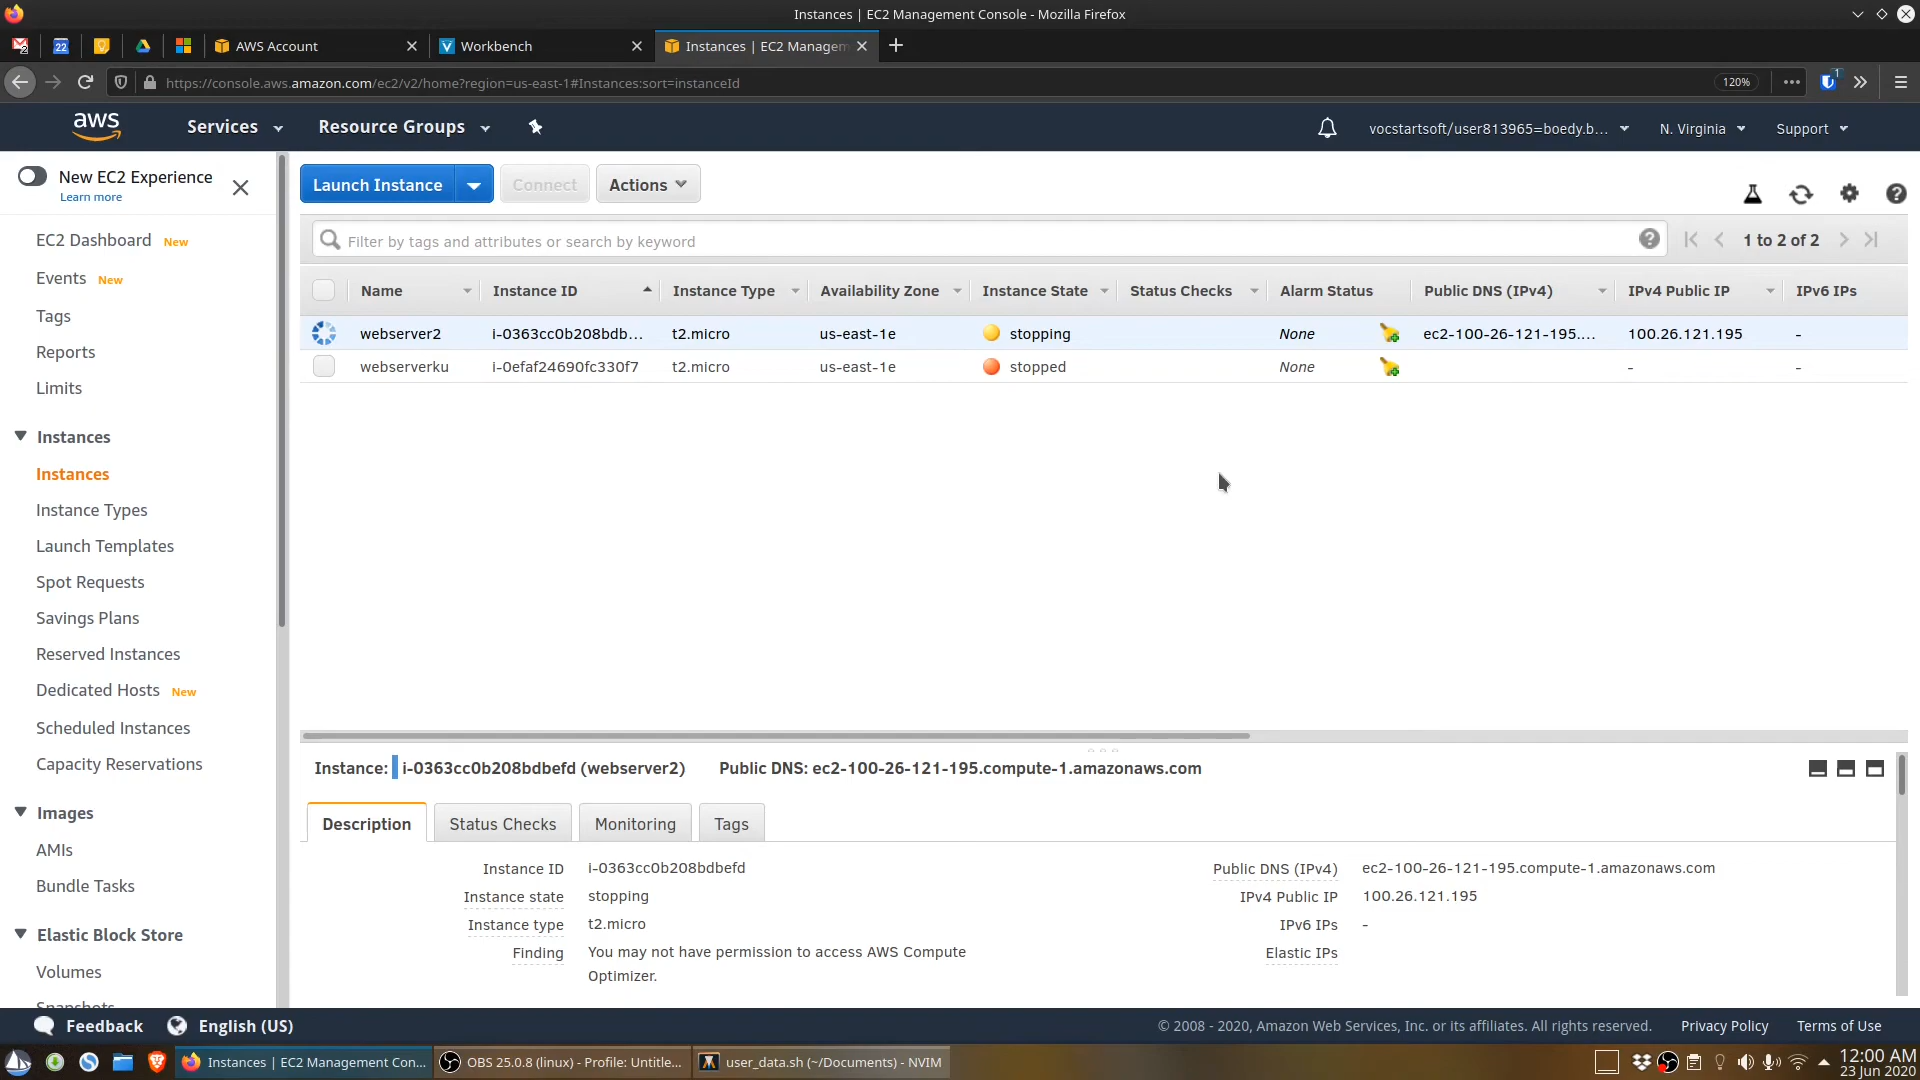 Instances | EC2 Management Console - Mozilla Firefox
2
22
AWS Account
Workbench
Instances | EC2 Managem
https://console.aws.amazon.com/ec2/v2/home?region=us-east-1#Instances:sort=instanceId
120%
1
aws
Services
Resource Groups
vocstartsoft/user813965=boedy.b...
N. Virginia
Support
New EC2 Experience
Learn more
Launch Instance
Connect
Actions
Filter by tags and attributes or search by keyword
1 to 2 of 2
Name
Instance ID
Instance Type
Availability Zone
Instance State
Status Checks
Alarm Status
Public DNS (IPv4)
IPv4 Public IP
IPv6 IPs
webserver2
i-0363cc0b208bdb...
t2.micro
us-east-1e
stopping
None
ec2-100-26-121-195....
100.26.121.195
-
webserverku
i-0efaf24690fc330f7
t2.micro
us-east-1e
stopped
None
-
-
EC2 Dashboard New
Events New
Tags
Reports
Limits
Instances
Instances
Instance Types
Launch Templates
Spot Requests
Savings Plans
Reserved Instances
Dedicated Hosts New
Scheduled Instances
Capacity Reservations
Images
AMIs
Bundle Tasks
Elastic Block Store
Volumes
Snapshots
Instance: i-0363cc0b208bdbefd (webserver2)
Public DNS: ec2-100-26-121-195.compute-1.amazonaws.com
Description
Status Checks
Monitoring
Tags
Instance ID
i-0363cc0b208bdbefd
Instance state
stopping
Instance type
t2.micro
Finding
You may not have permission to access AWS Compute
Optimizer.
Public DNS (IPv4)
ec2-100-26-121-195.compute-1.amazonaws.com
IPv4 Public IP
100.26.121.195
IPv6 IPs
-
Elastic IPs
Feedback
English (US)
© 2008 - 2020, Amazon Web Services, Inc. or its affiliates. All rights reserved.
Privacy Policy
Terms of Use
Instances | EC2 Management Con...
OBS 25.0.8 (linux) - Profile: Untitle...
user_data.sh (~/Documents) - NVIM
12:00 AM
23 Jun 2020